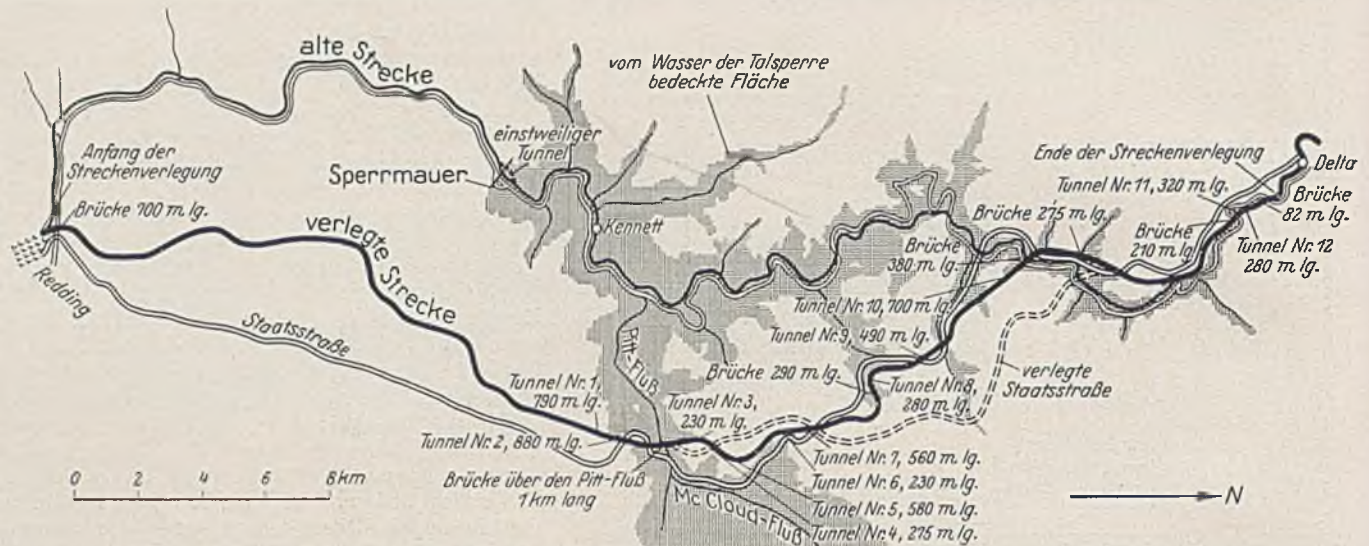 alte Strecke
vom Wasser der Talsperre
bedeckte Fläche
einstweiliger
Tunnel
Sperrmauer
Anfang der
Streckenverlegung
Brücke 700 m lg.
Redding
verlegte Strecke
Staatsstraße
Kennett
Ende der Streckenverlegung
Tunnel Nr. 11, 320 m lg.
Delta
Brücke
82 m lg.
Tunnel Nr. 12
280 m lg.
Brücke 275 m lg.
Brücke
210 m lg.
Brücke
380 m lg.
Tunnel Nr. 10, 700 m lg.
Tunnel Nr. 9, 490 m lg.
Brücke 290 m lg.
Tunnel Nr. 8,
280 m lg.
verlegte
Staatsstraße
Pitt-Fluß
Tunnel Nr. 1,
790 m lg.
Tunnel Nr. 3,
230 m lg.
Tunnel Nr. 2, 880 m lg.
Brücke über den Pitt-Fluß
1 km lang
Mc Cloud-Fluß
Tunnel Nr. 7, 560 m lg.
Tunnel Nr. 6, 230 m lg.
Tunnel Nr. 5, 580 m lg.
Tunnel Nr. 4, 275 m lg.
0 2 4 6 8 km
N